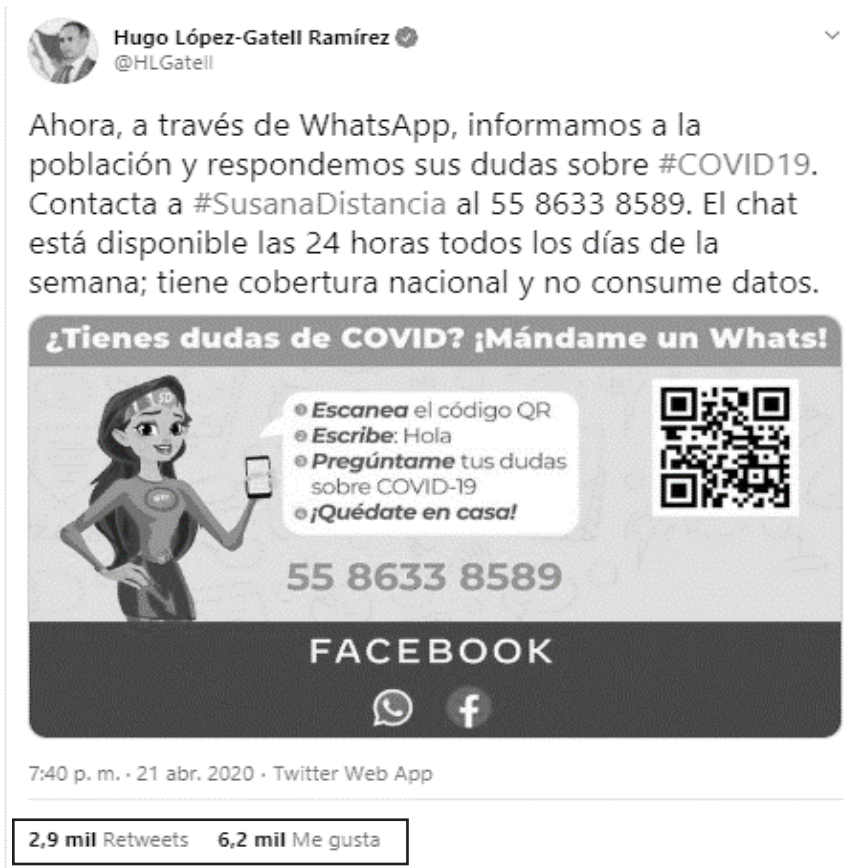 Hugo López-Gatell Ramírez
@HLGatell
Ahora, a través de WhatsApp, informamos a la
población y respondemos sus dudas sobre #COVID19.
Contacta a #SusanaDistancia al 55 8633 8589. El chat
está disponible las 24 horas todos los días de la
semana; tiene cobertura nacional y no consume datos.
¿Tienes dudas de COVID? ¡Mándame un Whats!
SD
Escanea el código QR
Escribe: Hola
Pregúntame tus dudas
sobre COVID-19
¡Quédate en casa!
55 8633 8589
FACEBOOK
7:40 p. m. · 21 abr. 2020 · Twitter Web App
2,9 mil Retweets 6,2 mil Me gusta